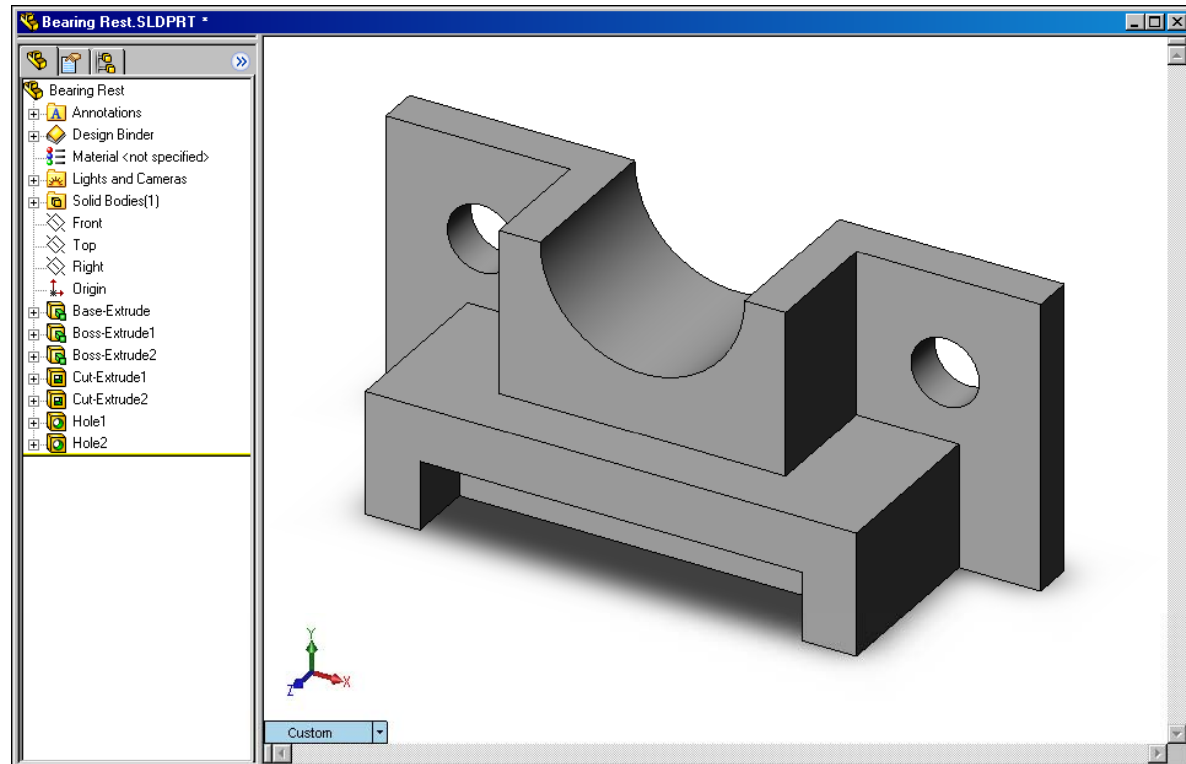 Bearing Rest.SLDPRT *
Bearing Rest
A Annotations
Design Binder
Material <not specified>
Lights and Cameras
Solid Bodies(1)
Front
Top
Right
Origin
Base-Extrude
Boss-Extrude1
Boss-Extrude2
Cut-Extrude1
Cut-Extrude2
Hole1
Hole2
Y
X
Z
Custom